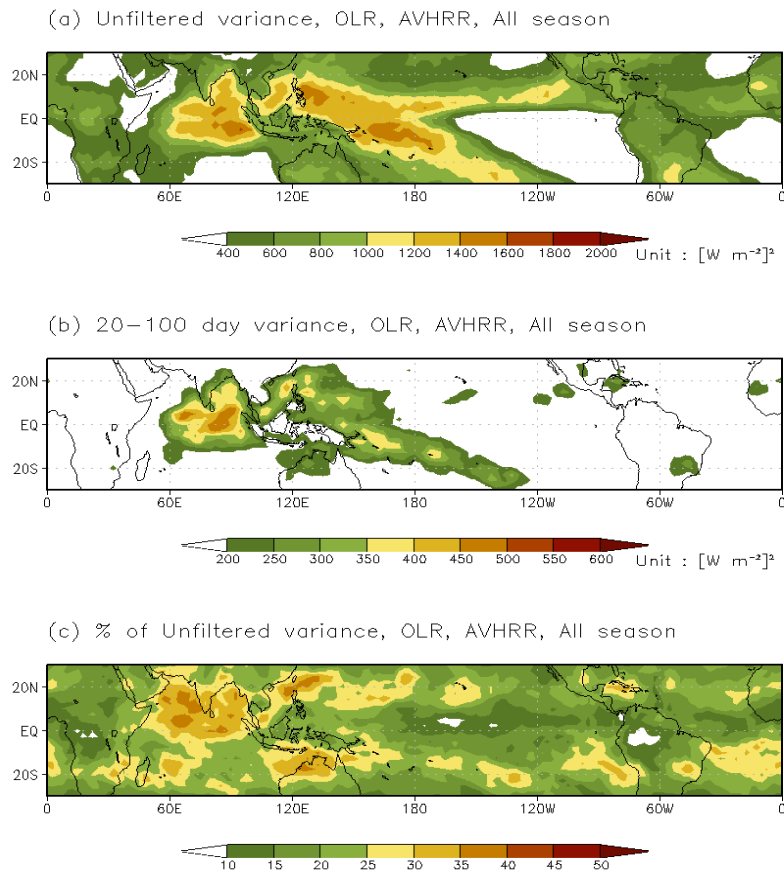 (a) Unfiltered variance, OLR, AVHRR, All season
20N
EQ
20S
60E 120E 180 120W 60W 0
400 600 800 1000 1200 1400 1600 1800 2000 Unit : [W m⁻²]²
(b) 20−100 day variance, OLR, AVHRR, All season
20N
EQ
20S
60E 120E 180 120W 60W 0
200 250 300 350 400 450 500 550 600 Unit : [W m⁻²]²
(c) % of Unfiltered variance, OLR, AVHRR, All season
20N
EQ
20S
0 60E 120E 180 120W 60W 0
10 15 20 25 30 35 40 45 50